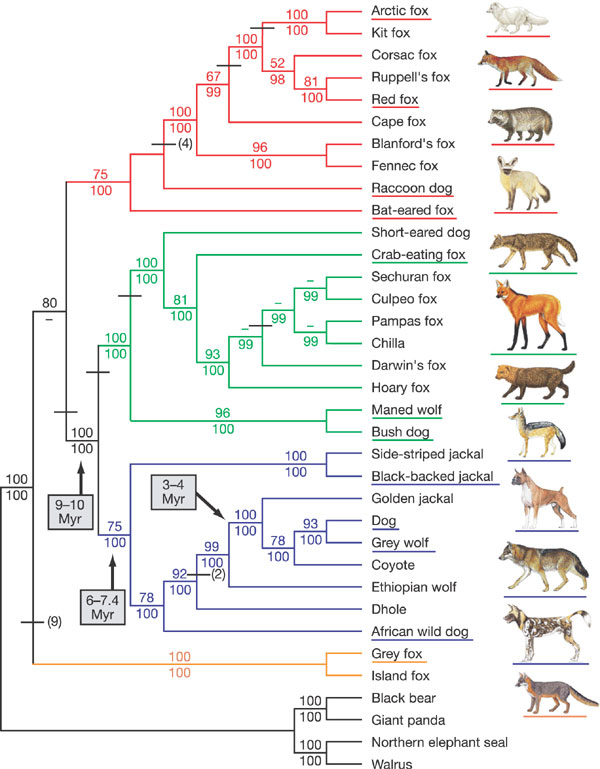 100
100
Arctic fox
Kit fox
100
100
Corsac fox
52
98
Ruppell's fox
81
100
Red fox
67
99
Cape fox
100
100
(4)
96
100
Blanford's fox
Fennec fox
75
100
Raccoon dog
Bat-eared fox
Short-eared dog
100
100
Crab-eating fox
81
100
–
99
Sechuran fox
Culpeo fox
–
99
–
99
Pampas fox
Chilla
93
100
Darwin's fox
Hoary fox
80
–
100
100
96
100
Maned wolf
Bush dog
100
100
9–10
Myr
100
100
Side-striped jackal
Black-backed jackal
3–4
Myr
Golden jackal
100
100
93
100
Dog
Grey wolf
78
100
Coyote
75
100
99
100
Ethiopian wolf
92
100
(2)
Dhole
6–7.4
Myr
78
100
African wild dog
100
100
(9)
100
100
Grey fox
Island fox
100
100
Black bear
Giant panda
100
100
Northern elephant seal
Walrus